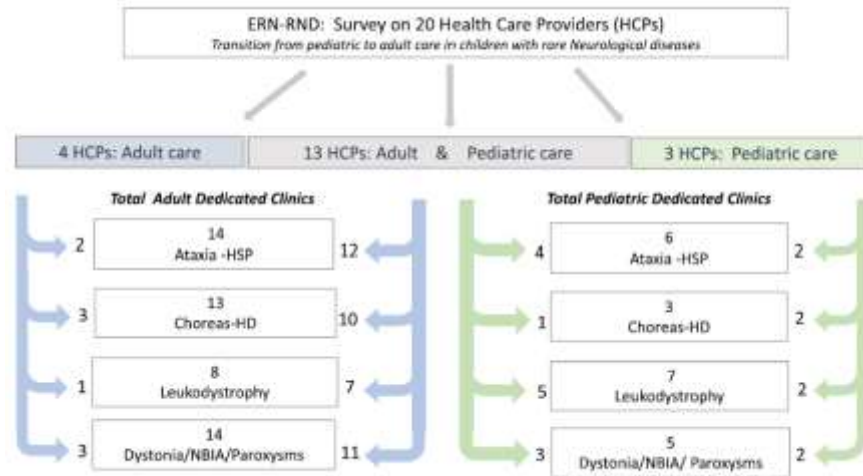 ERN-RND: Survey on 20 Health Care Providers (HCPs)
Transition from pediatric to adult care in children with rare Neurological diseases
4 HCPs: Adult care
13 HCPs: Adult & Pediatric care
3 HCPs: Pediatric care
Total Adult Dedicated Clinics
2
14
Ataxia -HSP
12
3
13
Choreas-HD
10
1
8
Leukodystrophy
7
3
14
Dystonia/NBIA/Paroxysms
11
Total Pediatric Dedicated Clinics
4
6
Ataxia -HSP
2
1
3
Choreas-HD
2
5
7
Leukodystrophy
2
3
5
Dystonia/NBIA/ Paroxysms
2